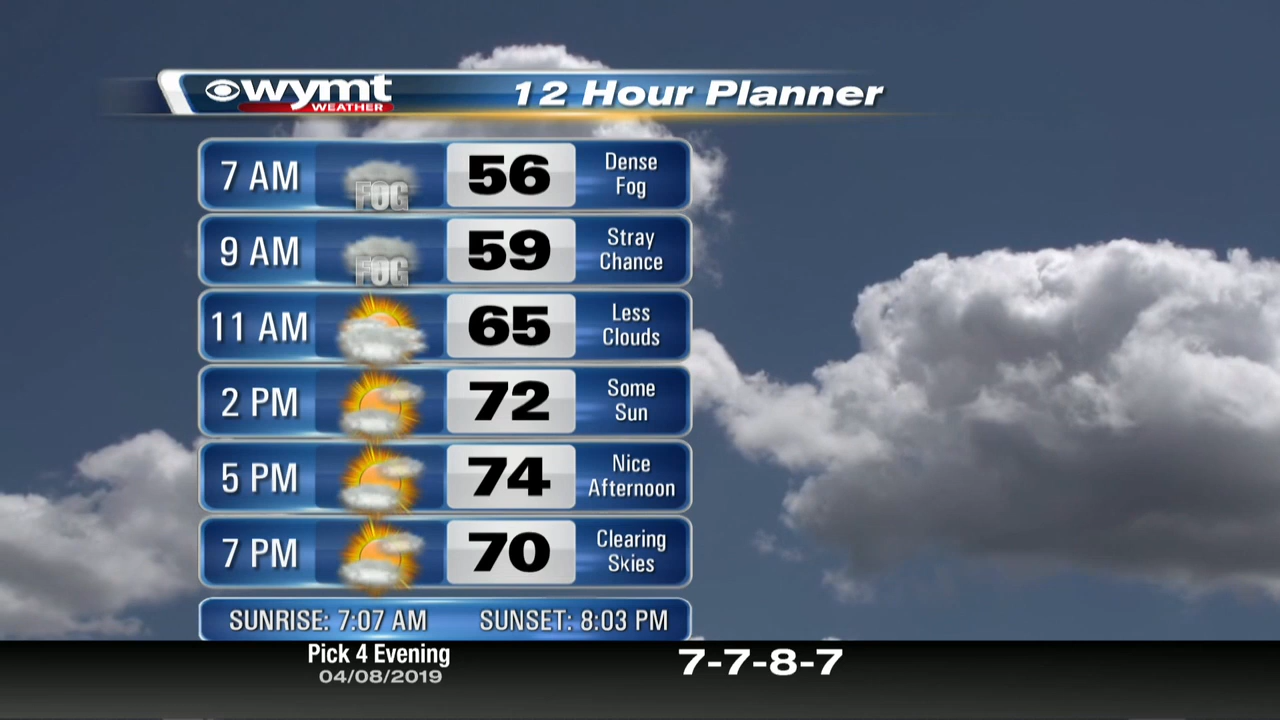 wymt
WEATHER
12 Hour Planner
7 AM
FOG
56
Dense
Fog
9 AM
FOG
59
Stray
Chance
11 AM
65
Less
Clouds
2 PM
72
Some
Sun
5 PM
74
Nice
Afternoon
7 PM
70
Clearing
Skies
SUNRISE: 7:07 AM SUNSET: 8:03 PM
Pick 4 Evening
04/08/2019
7-7-8-7